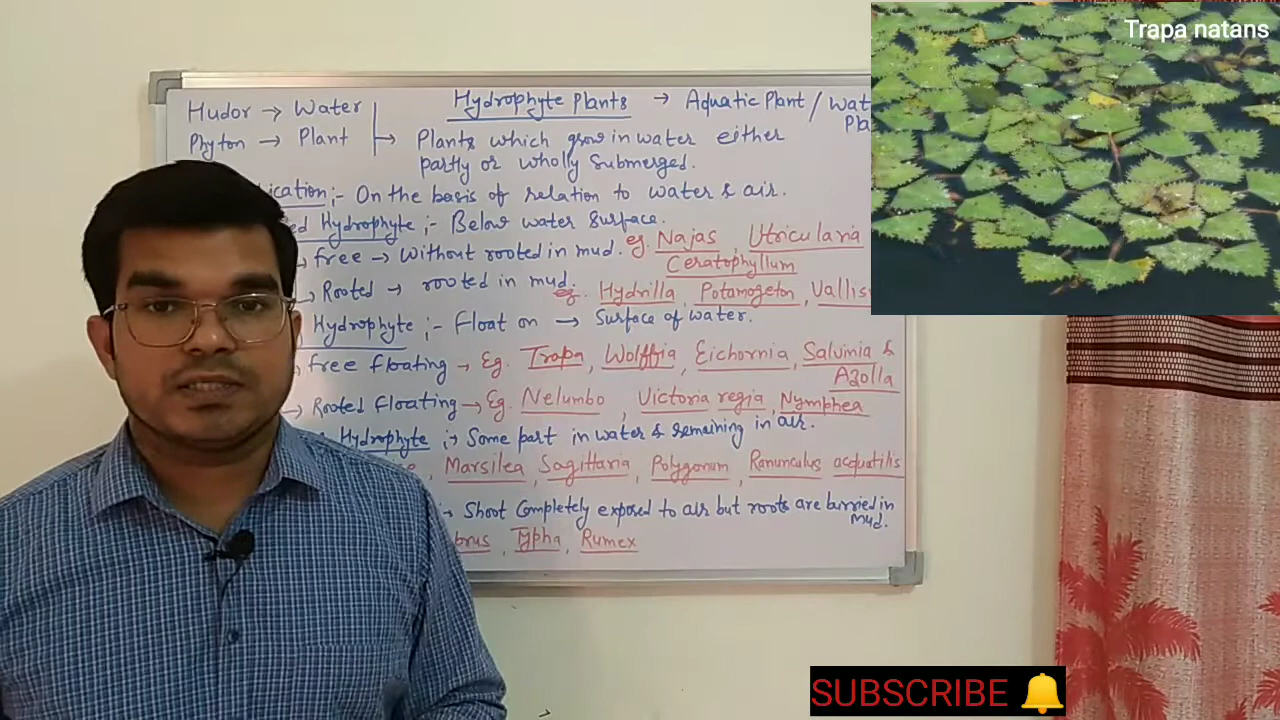 Trapa natans
Hudor → Water
Phyton → Plant
Hydrophyte Plants → Aquatic Plant /
→ Plants which grow in water either
partly or wholly submerged.
:- On the basis of relation to water & air.
Hydrophyte :- Below water surface.
free → Without rooted in mud. eg. Najas, Utricularia
Ceratophyllum
Rooted → rooted in mud.
eg. Hydrilla, Potamogeton,
Hydrophyte :- Float on → Surface of water.
free floating → Eg. Trapa, Wolffia, Eichornia, Salvinia &
Azolla
Rooted floating → Eg. Nelumbo, Victoria regia, Nymphea
Hydrophyte :→ Some part in water & remaining in air.
Marsilea, Sagittaria, Polygonum, Ranunculus acquatilis
:- Shoot Completely exposed to air but roots are burried in
mud.
Typha, Rumex
SUBSCRIBE